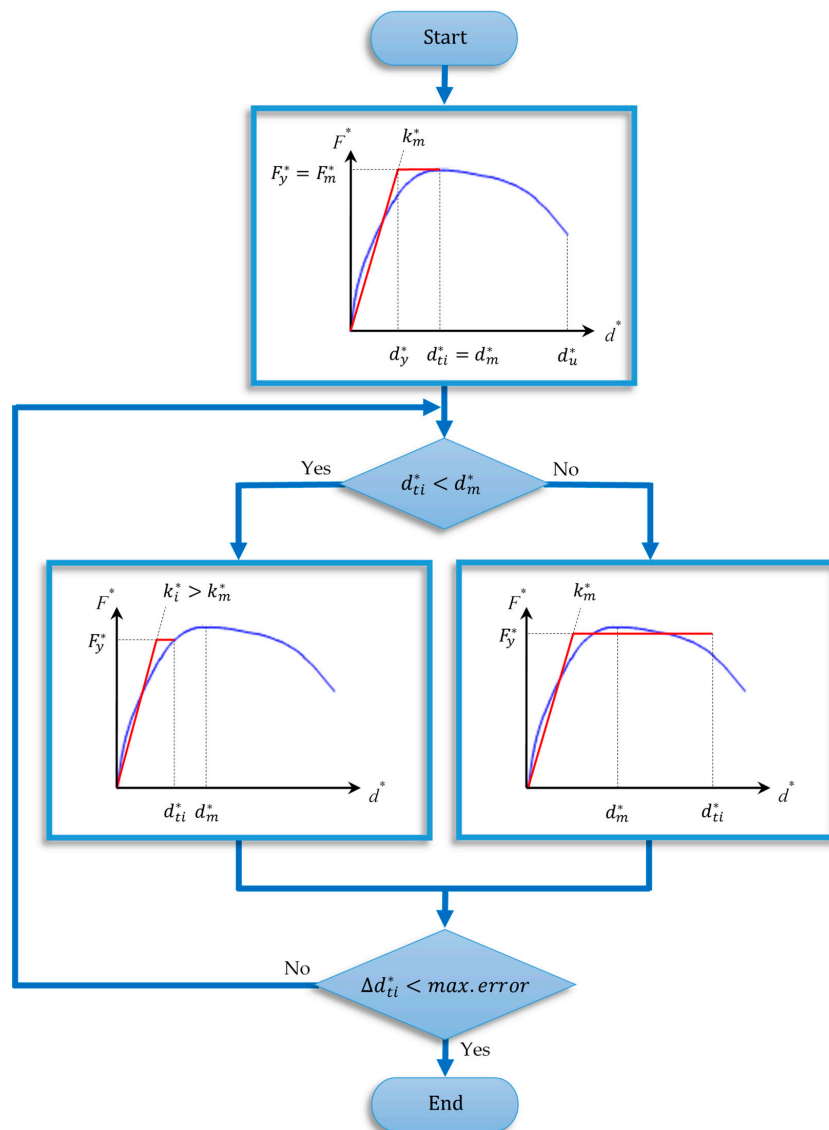 Start
F*
k*m
F*y = F*m
d*
d*y d*ti = d*m d*u
Yes
d*ti < d*m
No
k*i > k*m
F*
F*y
d*
d*ti d*m
k*m
F*
F*y
d*
d*m d*ti
No
Δd*ti < max.error
Yes
End